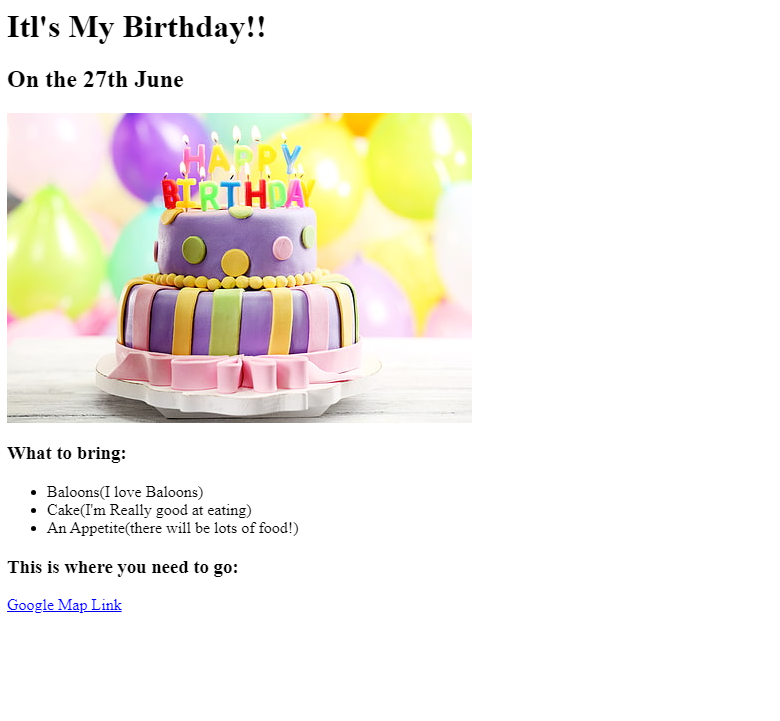 Itl's My Birthday!!
On the 27th June
HAPPY
BIRTHDAY
What to bring:
Baloons(I love Baloons)
Cake(I'm Really good at eating)
An Appetite(there will be lots of food!)
This is where you need to go:
Google Map Link